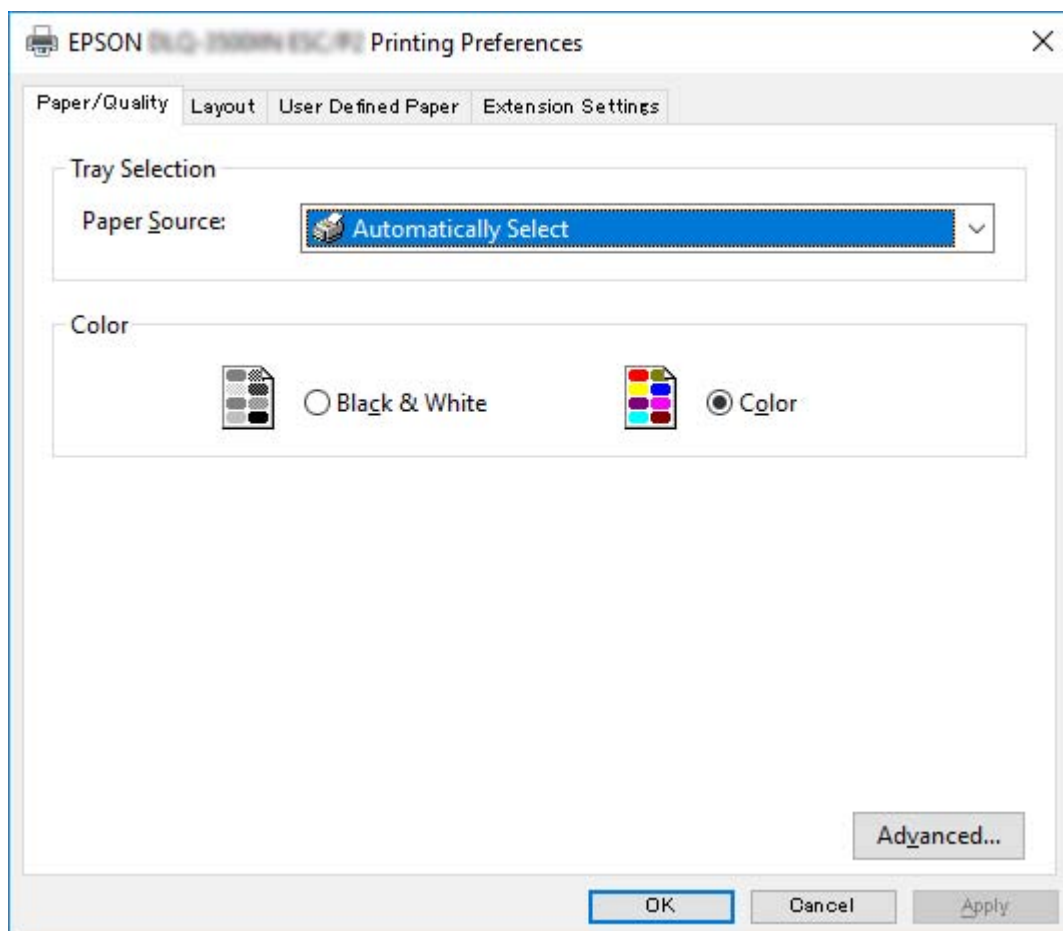 EPSON Printing Preferences
Paper/Quality Layout User Defined Paper Extension Settings
Tray Selection
Paper Source: Automatically Select
Color
Black & White Color
Advanced...
OK Cancel Apply